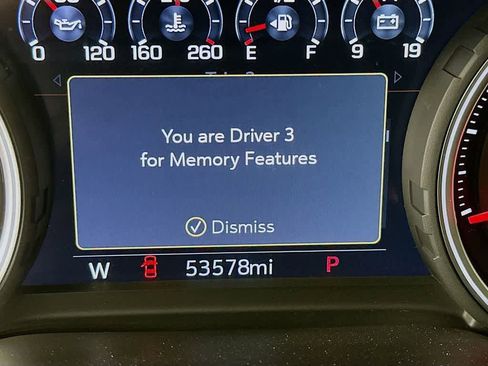 0 120 160 260 E F 9 19
You are Driver 3
for Memory Features
Dismiss
W 53578mi P